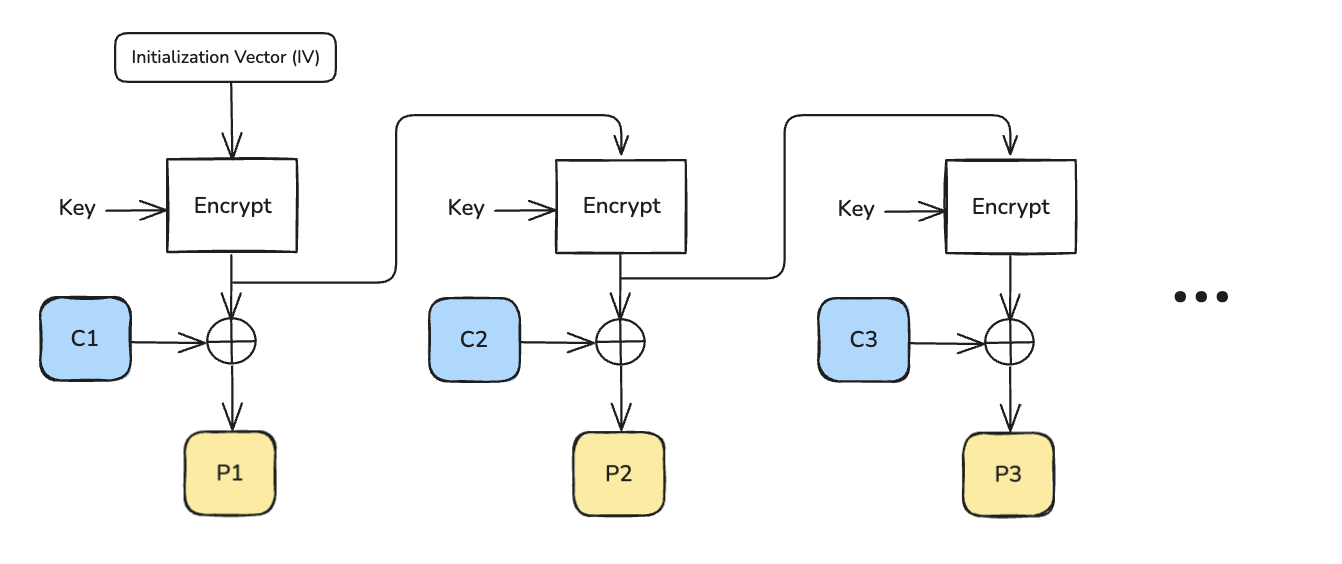 Initialization Vector (IV)
Key
Encrypt
Key
Encrypt
Key
Encrypt
C1
C2
C3
P1
P2
P3